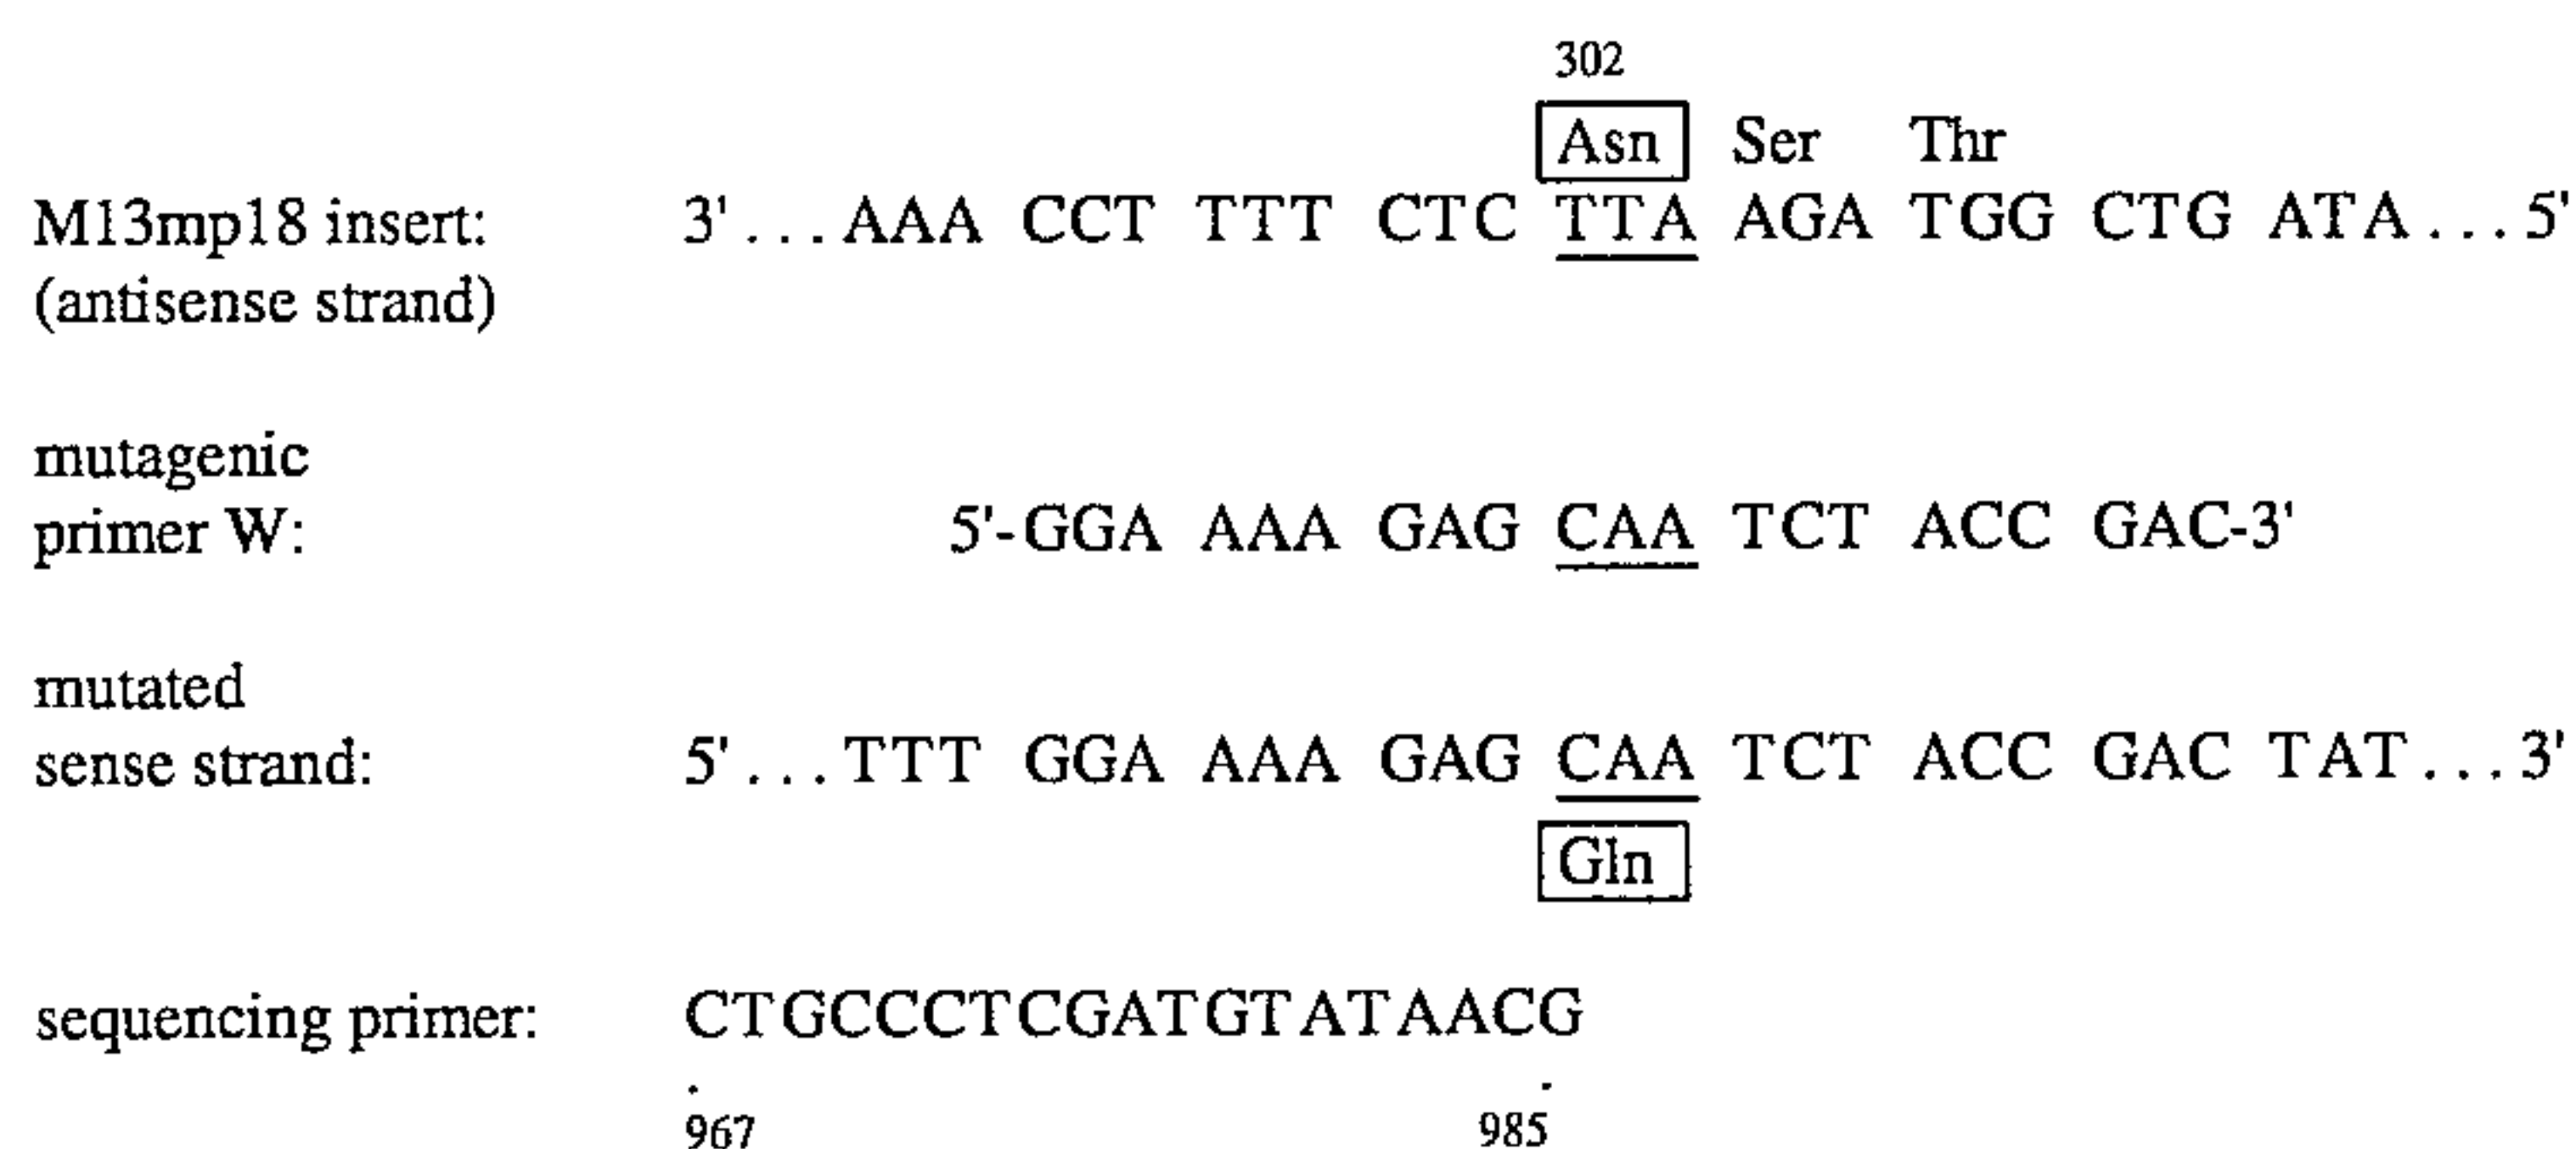 302
Asn Ser Thr
M13mp18 insert: 3' . . . AAA CCT TTT CTC TTA AGA TGG CTG ATA . . . 5'
(antisense strand)
mutagenic
primer W: 5'-GGA AAA GAG CAA TCT ACC GAC-3'
mutated
sense strand: 5' . . . TTT GGA AAA GAG CAA TCT ACC GAC TAT . . . 3'
Gln
sequencing primer: CTGCCCTCGATGTATAACG
967 985